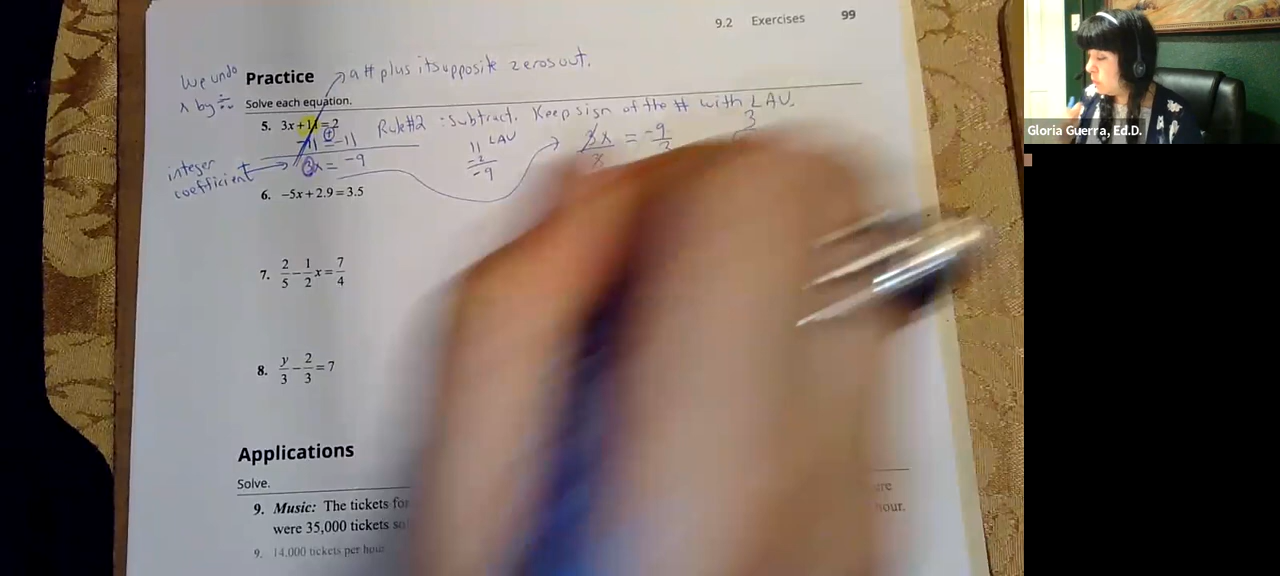 9.2 Exercises 99
We undo
x by ÷
a # plus its opposite zeros out.
Practice
Solve each equation.
5. 3x+11=2
-11 -11
3x = -9
Rule #2: Subtract. Keep sign of the # with LAV.
11 LAV
-2
-9
3x = -9
3 3
3
integer
coefficient
6. −5x+2.9=3.5
7. 2/5 − 1/2 x = 7/4
8. y/3 − 2/3 = 7
Applications
Solve.
9. Music: The tickets for
were 35,000 tickets so
hour.
9. 14,000 tickets per hour
Gloria Guerra, Ed.D.